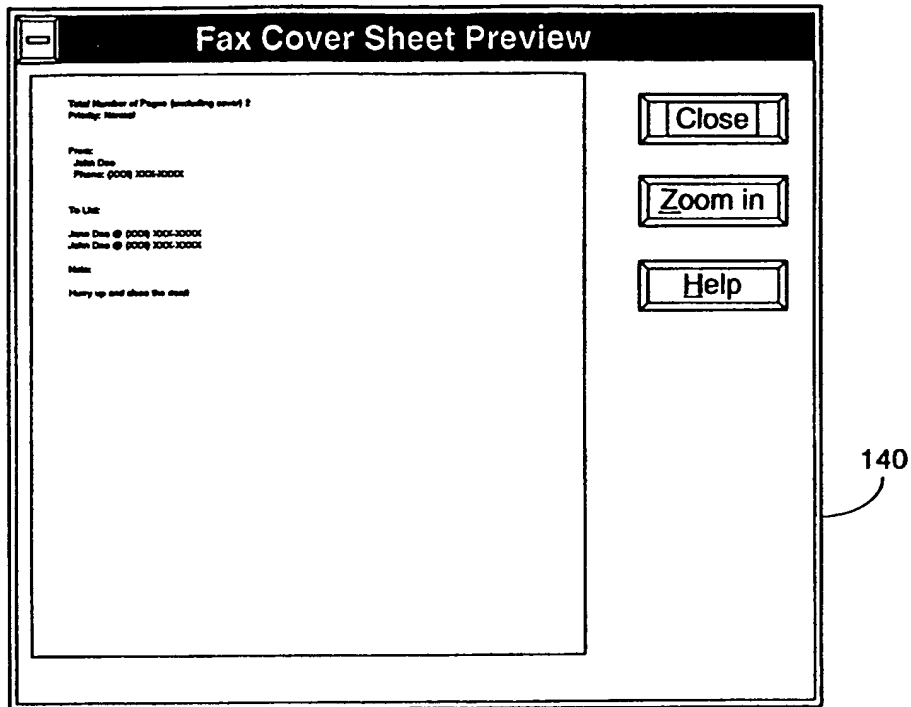 Fax Cover Sheet Preview
Total Number of Pages (excluding cover) 2
Priority: Normal
From:
John Doe
Phone: (XXX) XXX-XXXX
To List:
Jane Doe @ (XXX) XXX-XXXX
John Doe @ (XXX) XXX-XXXX
Note:
Hurry up and close the deal!
Close
Zoom in
Help
140